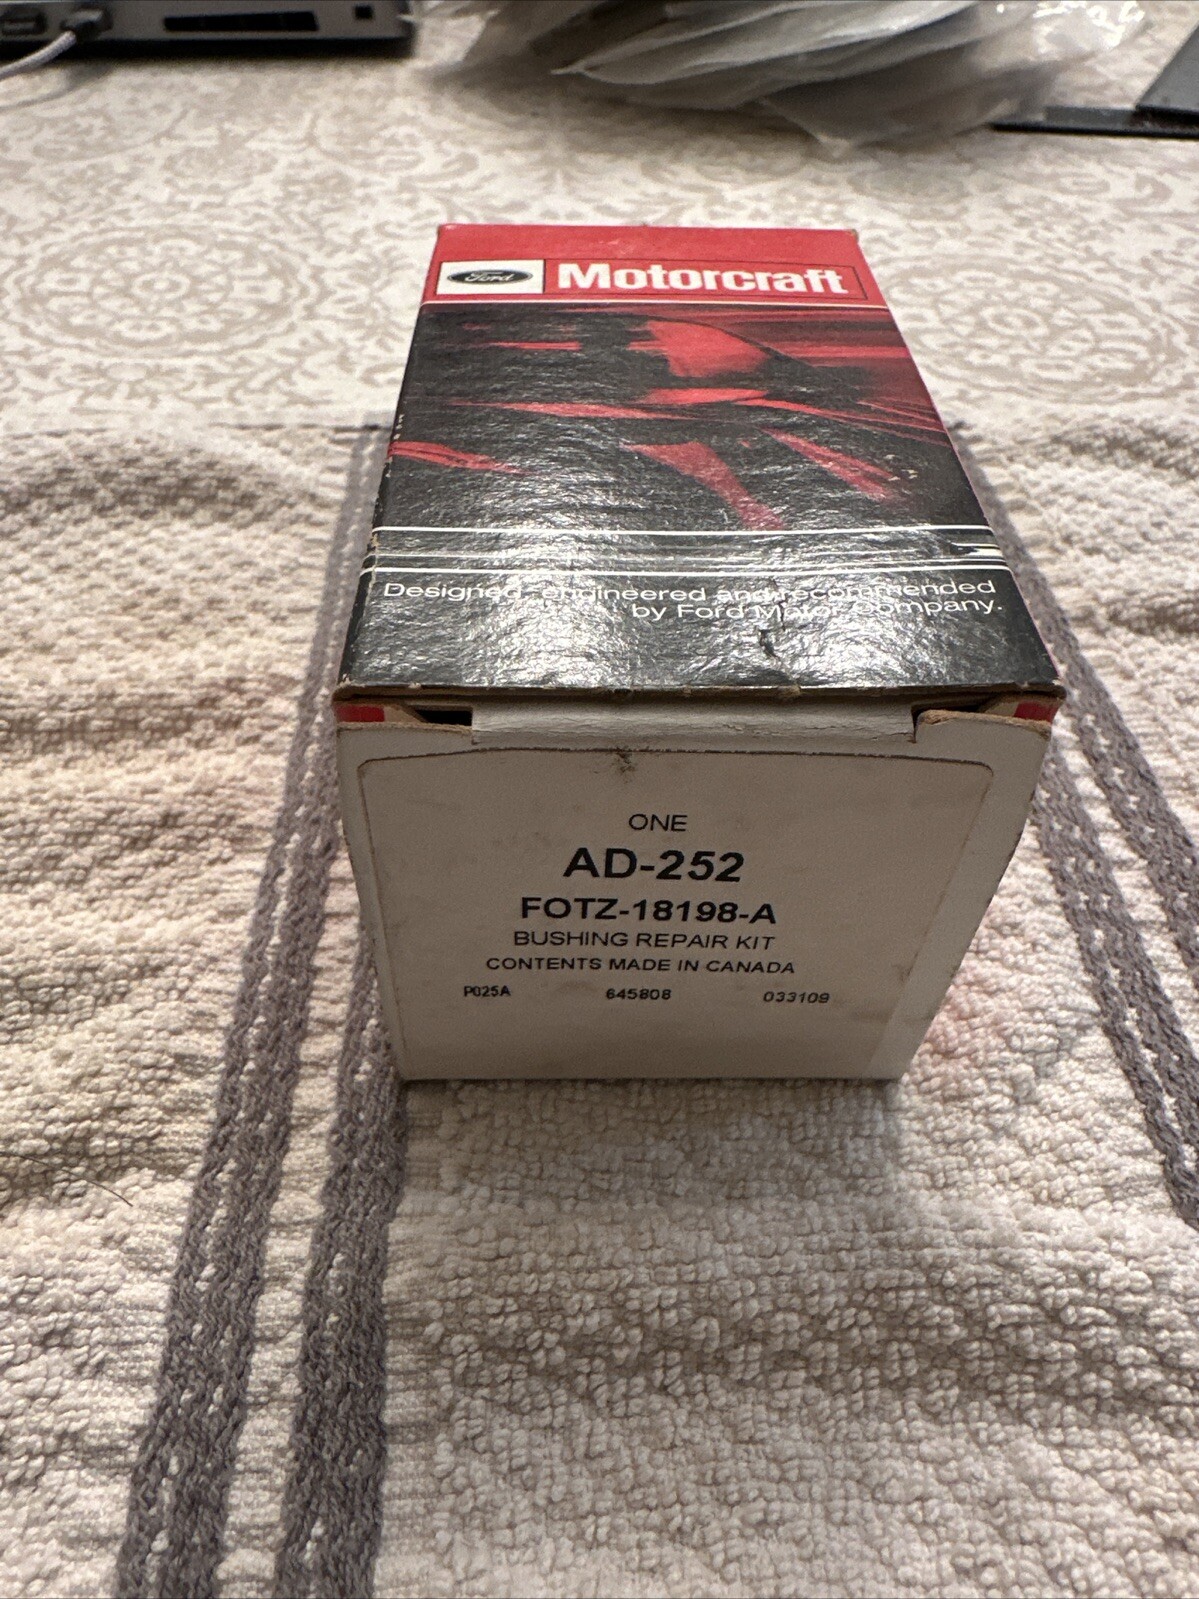 Ford Motorcraft
Designed, engineered and recommended
by Ford Motor Company.
ONE
AD-252
FOTZ-18198-A
BUSHING REPAIR KIT
CONTENTS MADE IN CANADA
P025A 645808 033109